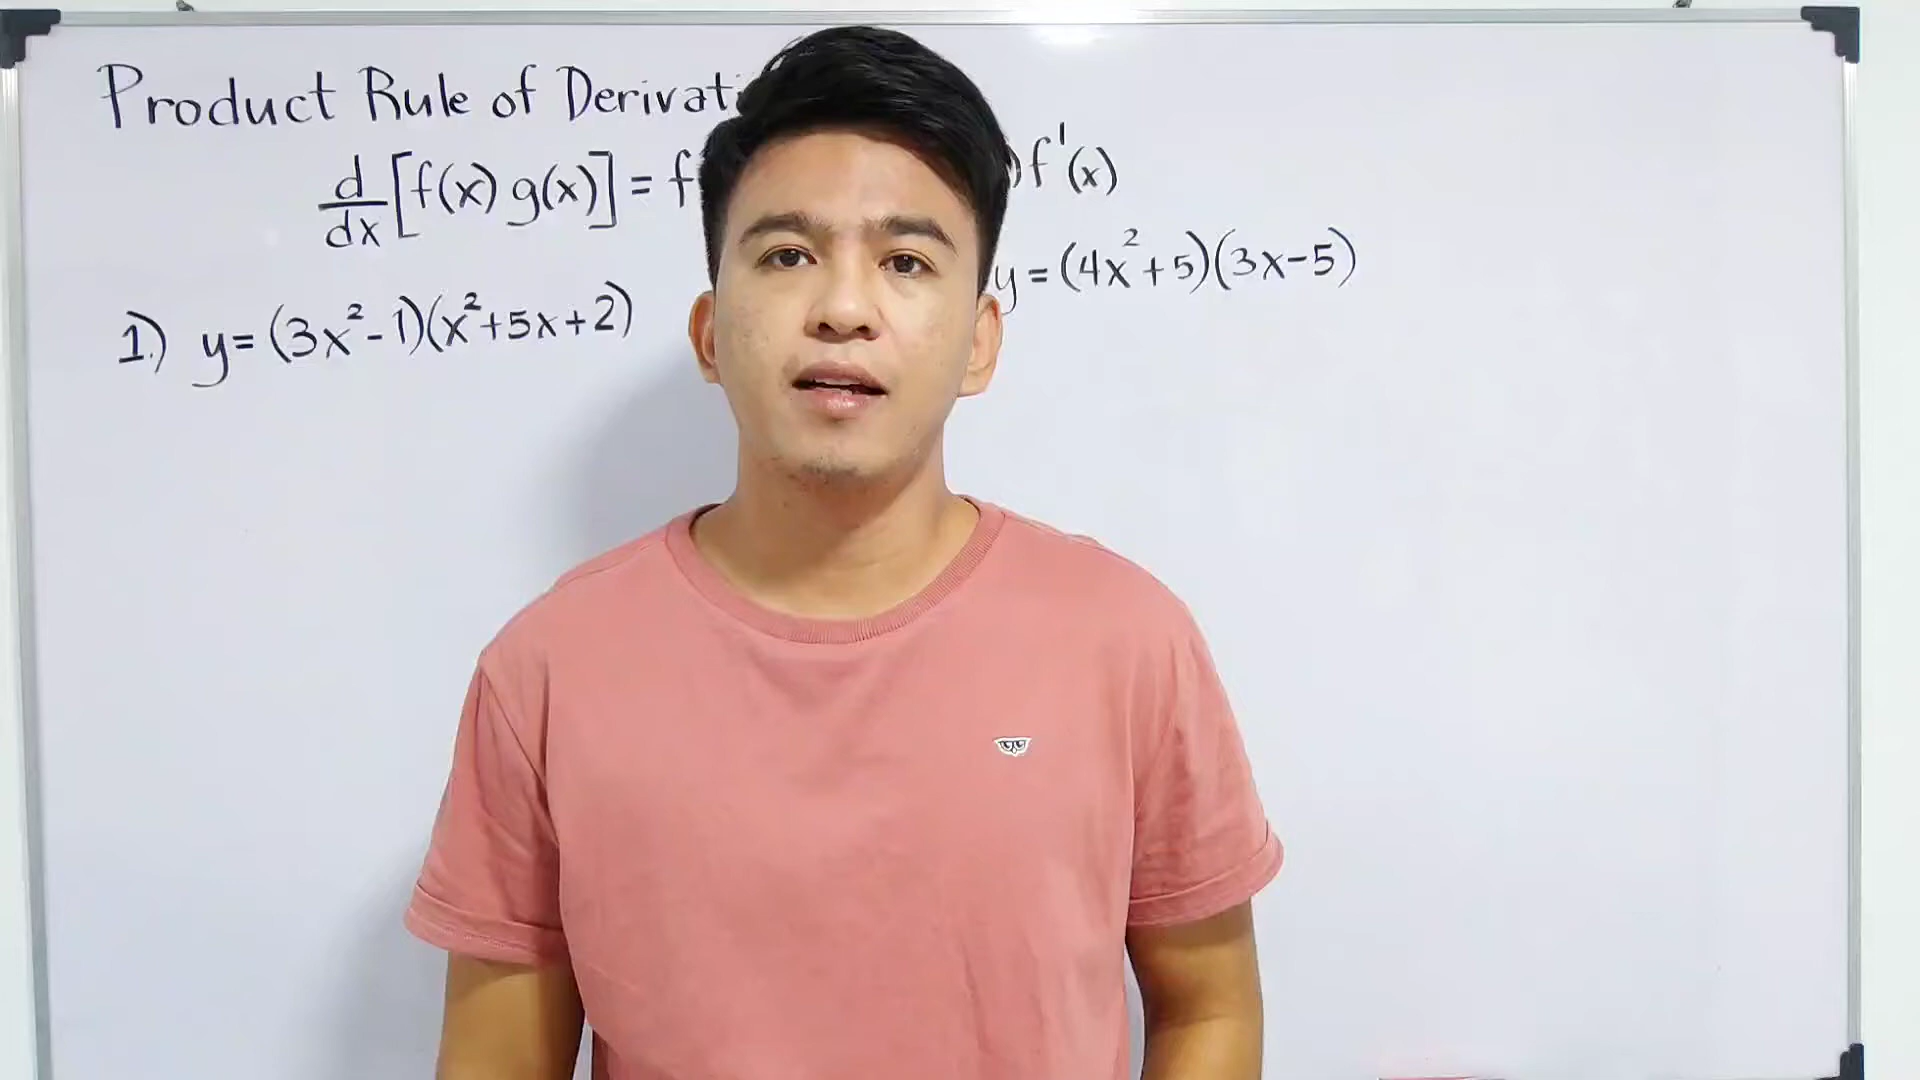 Product Rule of Derivati
d/dx [f(x) g(x)] = f )f'(x)
1.) y=(3x²-1)(x²+5x+2)
y=(4x²+5)(3x-5)